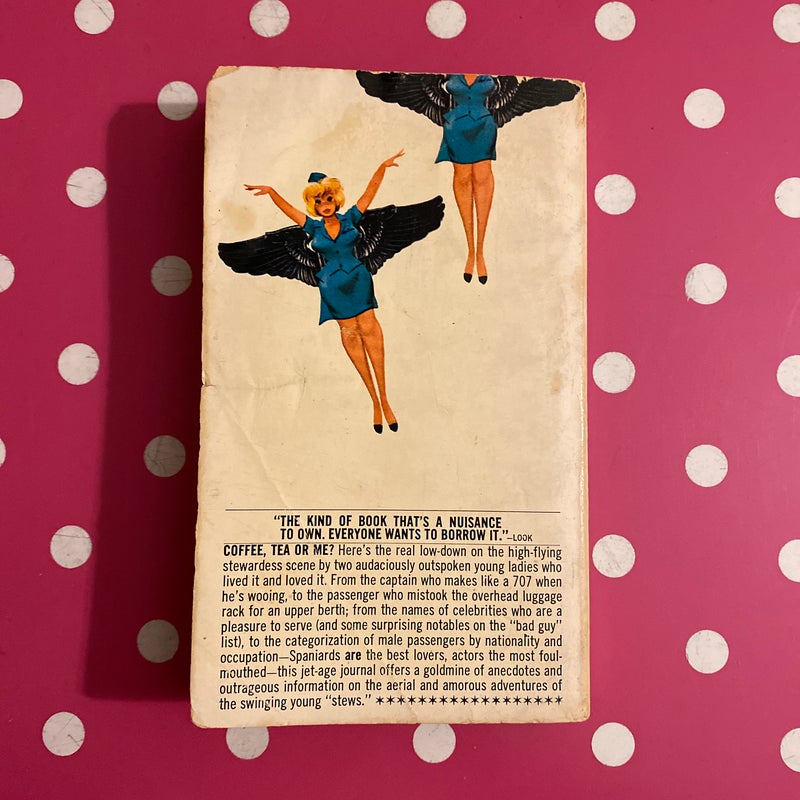 "THE KIND OF BOOK THAT'S A NUISANCE
TO OWN. EVERYONE WANTS TO BORROW IT."–LOOK
COFFEE, TEA OR ME? Here's the real low-down on the high-flying
stewardess scene by two audaciously outspoken young ladies who
lived it and loved it. From the captain who makes like a 707 when
he's wooing, to the passenger who mistook the overhead luggage
rack for an upper berth; from the names of celebrities who are a
pleasure to serve (and some surprising notables on the "bad guy"
list), to the categorization of male passengers by nationality and
occupation—Spaniards are the best lovers, actors the most foul-
mouthed—this jet-age journal offers a goldmine of anecdotes and
outrageous information on the aerial and amorous adventures of
the swinging young "stews." ✶✶✶✶✶✶✶✶✶✶✶✶✶✶✶✶✶